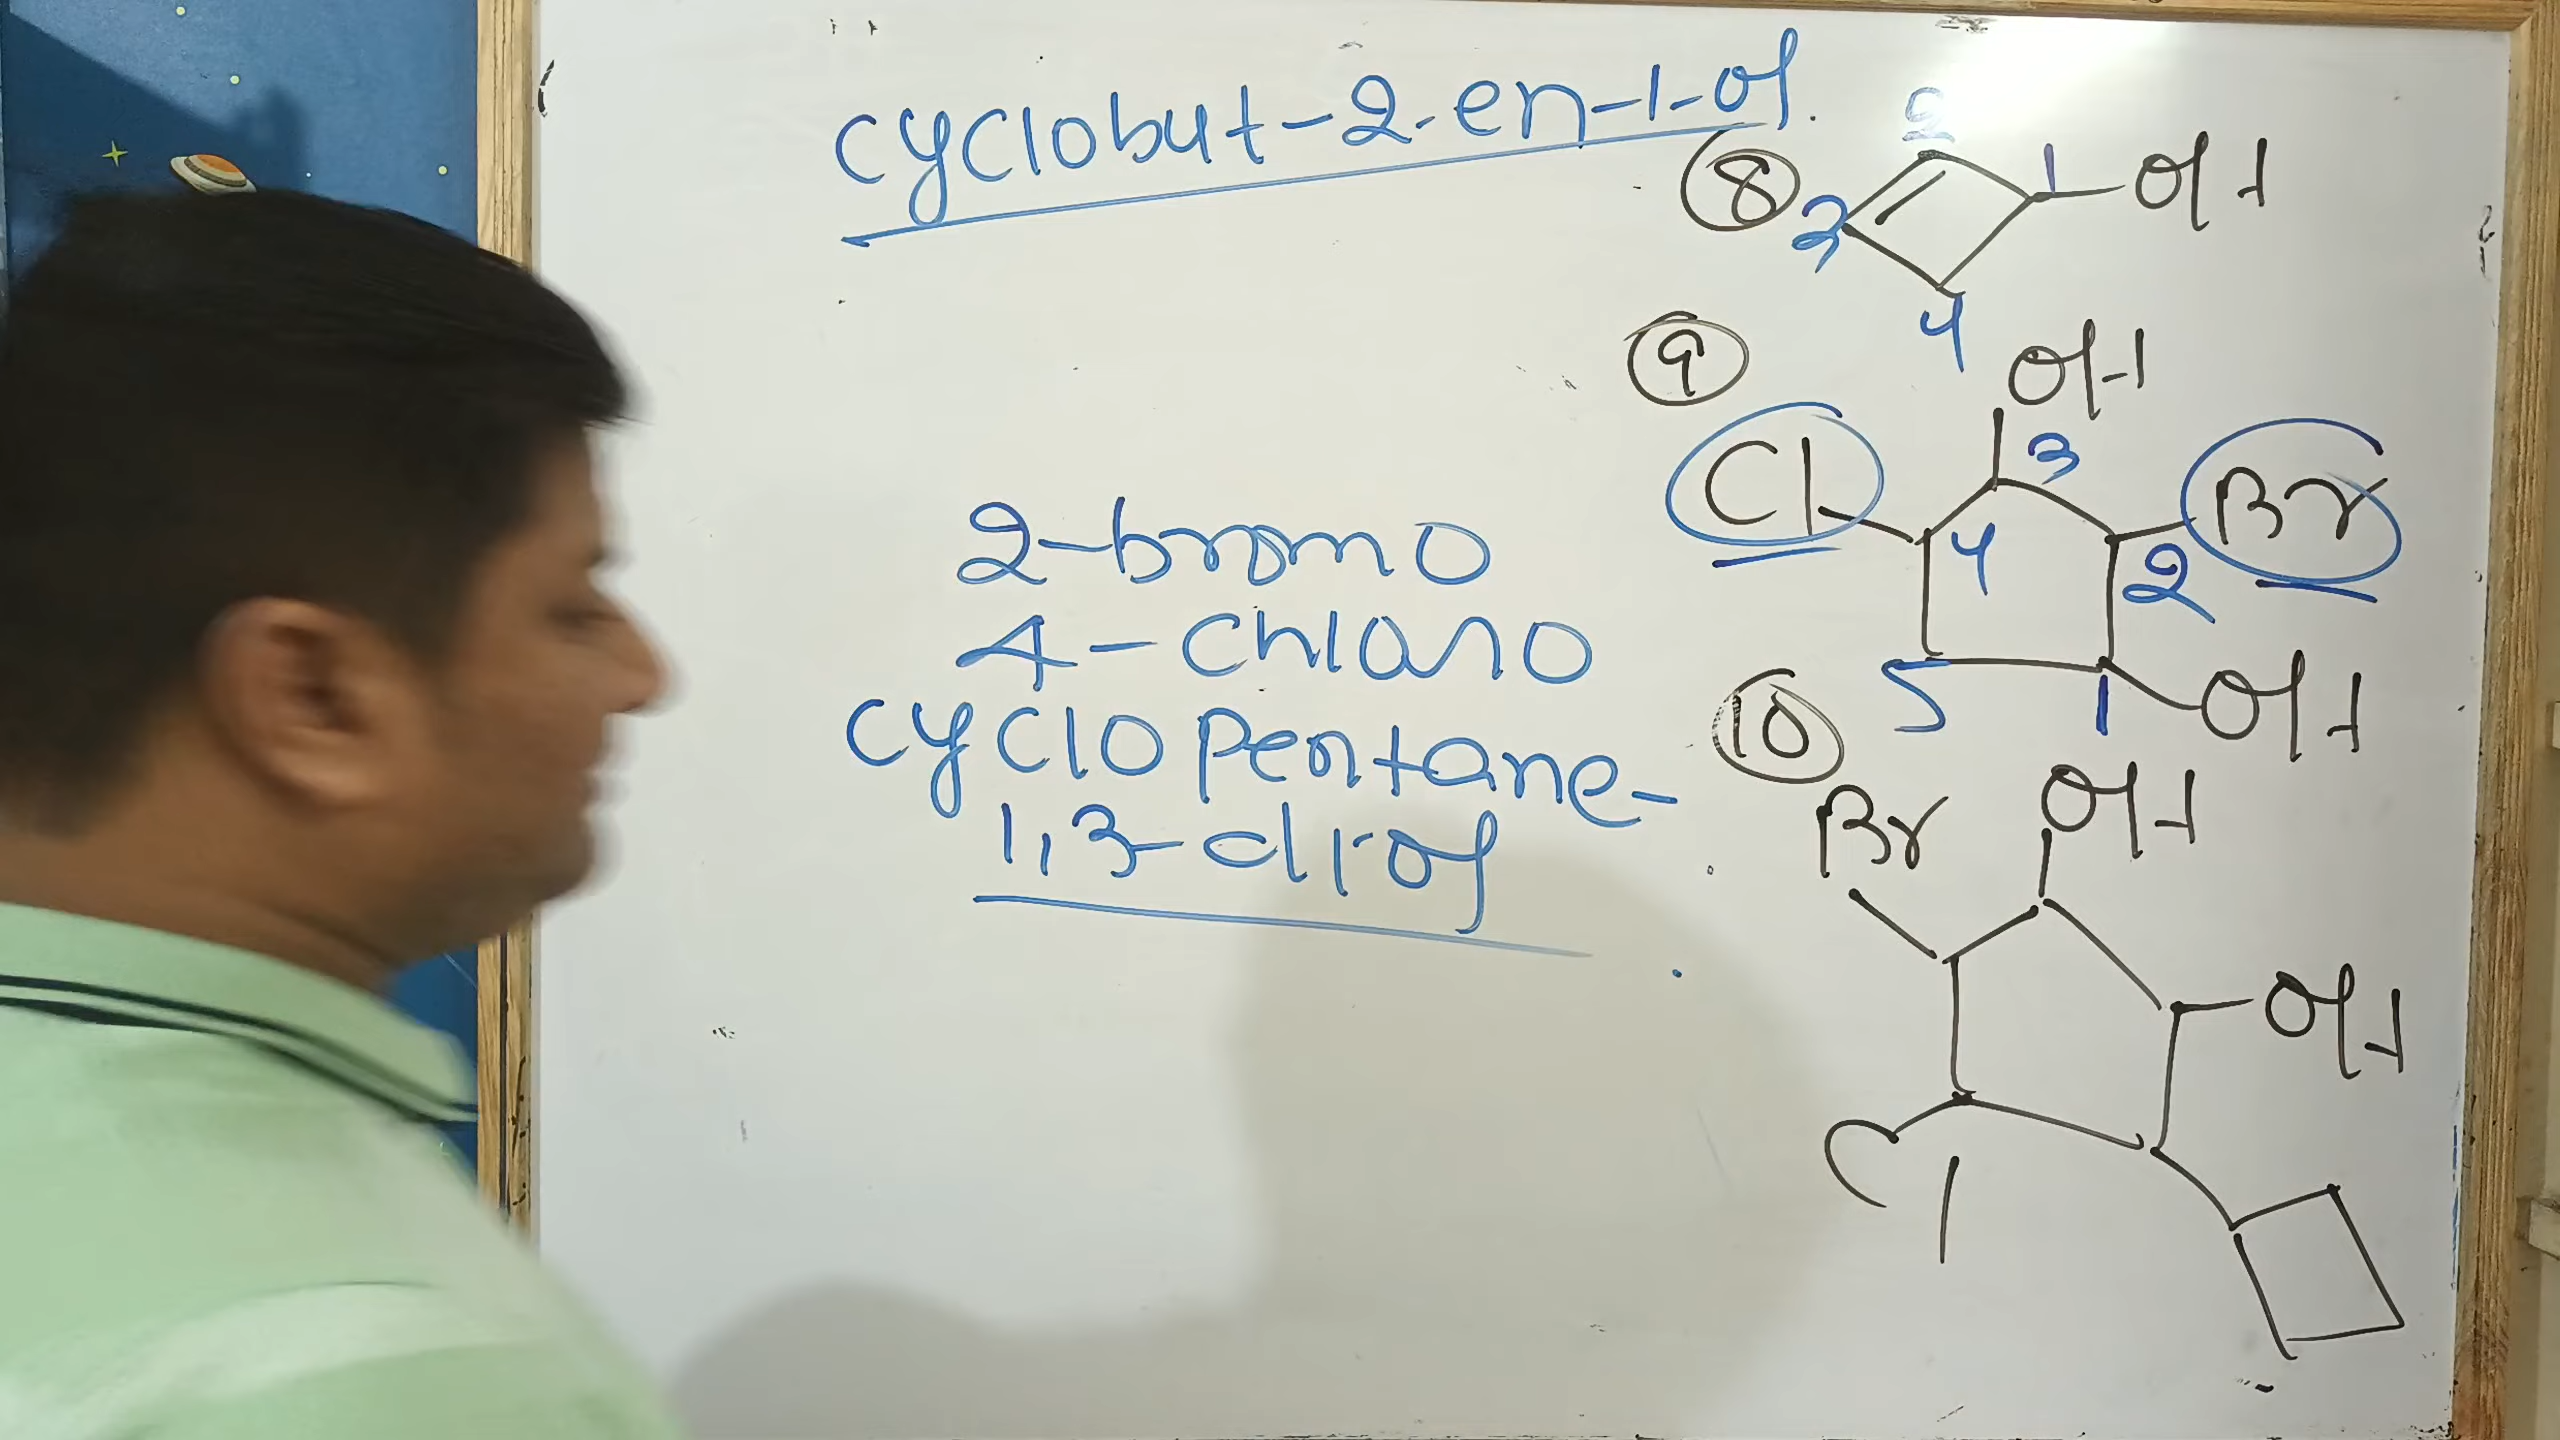 cyclobut-2-en-1-ol.
8
2
1
OH
3
4
9
OH
Cl
3
Br
4
2
5
1
OH
2-bromo
4-chloro
cyclopentane-
1,3-diol
10
Br
OH
OH
Cl